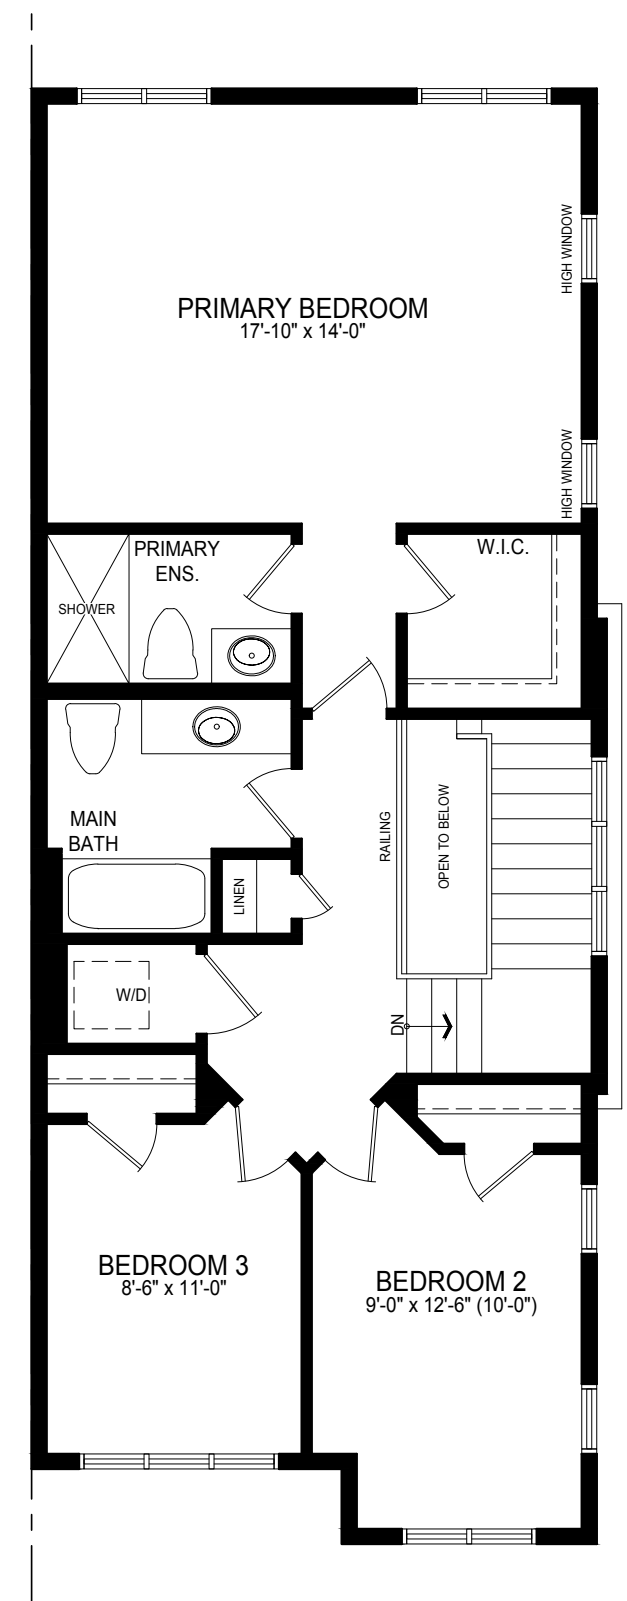 HIGH WINDOW
PRIMARY BEDROOM
17'-10" x 14'-0"
HIGH WINDOW
PRIMARY
ENS.
W.I.C.
SHOWER
MAIN
BATH
RAILING
OPEN TO BELOW
LINEN
W/D
DN
BEDROOM 3
8'-6" x 11'-0"
BEDROOM 2
9'-0" x 12'-6" (10'-0")